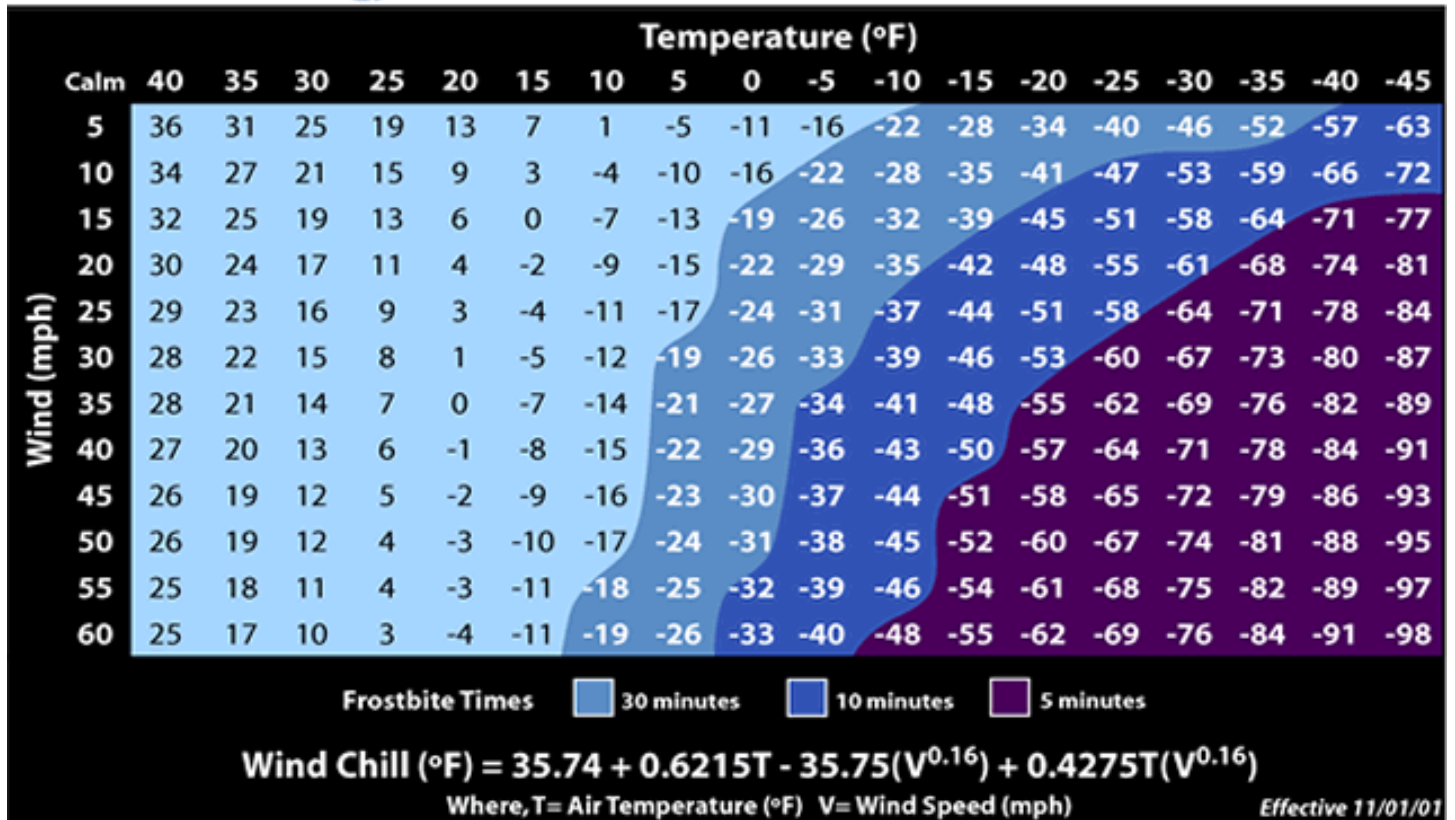 Temperature (ºF)
Calm 40 35 30 25 20 15 10 5 0 -5 -10 -15 -20 -25 -30 -35 -40 -45
5 36 31 25 19 13 7 1 -5 -11 -16 -22 -28 -34 -40 -46 -52 -57 -63
10 34 27 21 15 9 3 -4 -10 -16 -22 -28 -35 -41 -47 -53 -59 -66 -72
15 32 25 19 13 6 0 -7 -13 -19 -26 -32 -39 -45 -51 -58 -64 -71 -77
20 30 24 17 11 4 -2 -9 -15 -22 -29 -35 -42 -48 -55 -61 -68 -74 -81
25 29 23 16 9 3 -4 -11 -17 -24 -31 -37 -44 -51 -58 -64 -71 -78 -84
30 28 22 15 8 1 -5 -12 -19 -26 -33 -39 -46 -53 -60 -67 -73 -80 -87
35 28 21 14 7 0 -7 -14 -21 -27 -34 -41 -48 -55 -62 -69 -76 -82 -89
40 27 20 13 6 -1 -8 -15 -22 -29 -36 -43 -50 -57 -64 -71 -78 -84 -91
45 26 19 12 5 -2 -9 -16 -23 -30 -37 -44 -51 -58 -65 -72 -79 -86 -93
50 26 19 12 4 -3 -10 -17 -24 -31 -38 -45 -52 -60 -67 -74 -81 -88 -95
55 25 18 11 4 -3 -11 -18 -25 -32 -39 -46 -54 -61 -68 -75 -82 -89 -97
60 25 17 10 3 -4 -11 -19 -26 -33 -40 -48 -55 -62 -69 -76 -84 -91 -98
Wind (mph)
Frostbite Times 30 minutes 10 minutes 5 minutes
Wind Chill (ºF) = 35.74 + 0.6215T - 35.75(V^0.16) + 0.4275T(V^0.16)
Where, T= Air Temperature (ºF) V= Wind Speed (mph) Effective 11/01/01